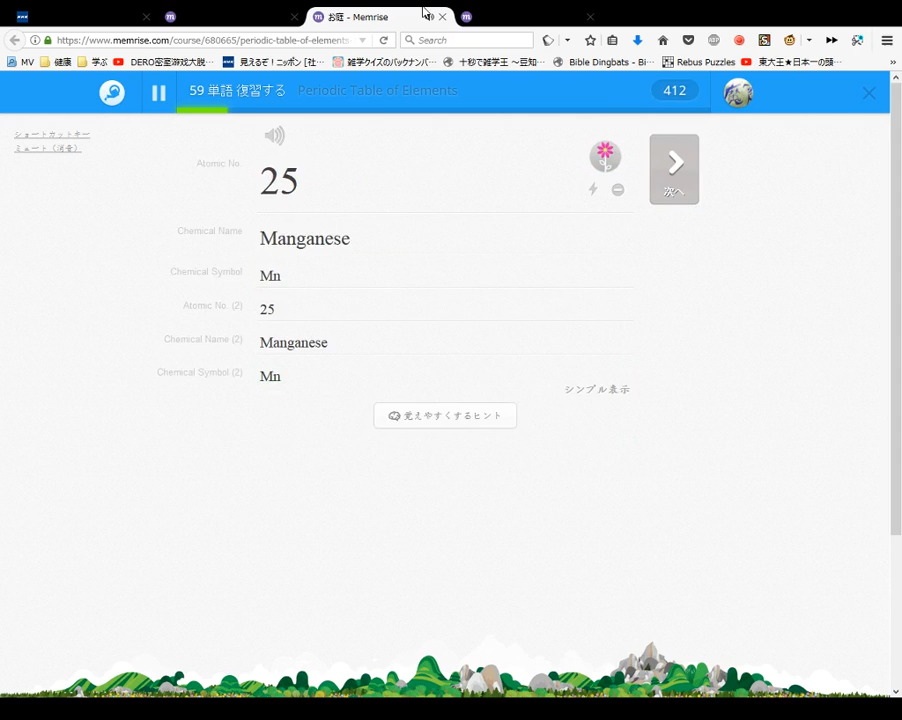 お庭 - Memrise
https://www.memrise.com/course/680665/periodic-table-of-elements
Search
MV 健康 学ぶ DERO密室游戏大脱… 見えるぞ！ニッポン [社… 雑学クイズのバックナンバ… 十秒で雑学王 ～豆知… Bible Dingbats - Bi… Rebus Puzzles 東大王★日本一の頭…
59 単語 復習する Periodic Table of Elements 412
ショートカットキー
ミュート（消音）
Atomic No. 25
次へ
Chemical Name Manganese
Chemical Symbol Mn
Atomic No. (2) 25
Chemical Name (2) Manganese
Chemical Symbol (2) Mn
シンプル表示
覚えやすくするヒント